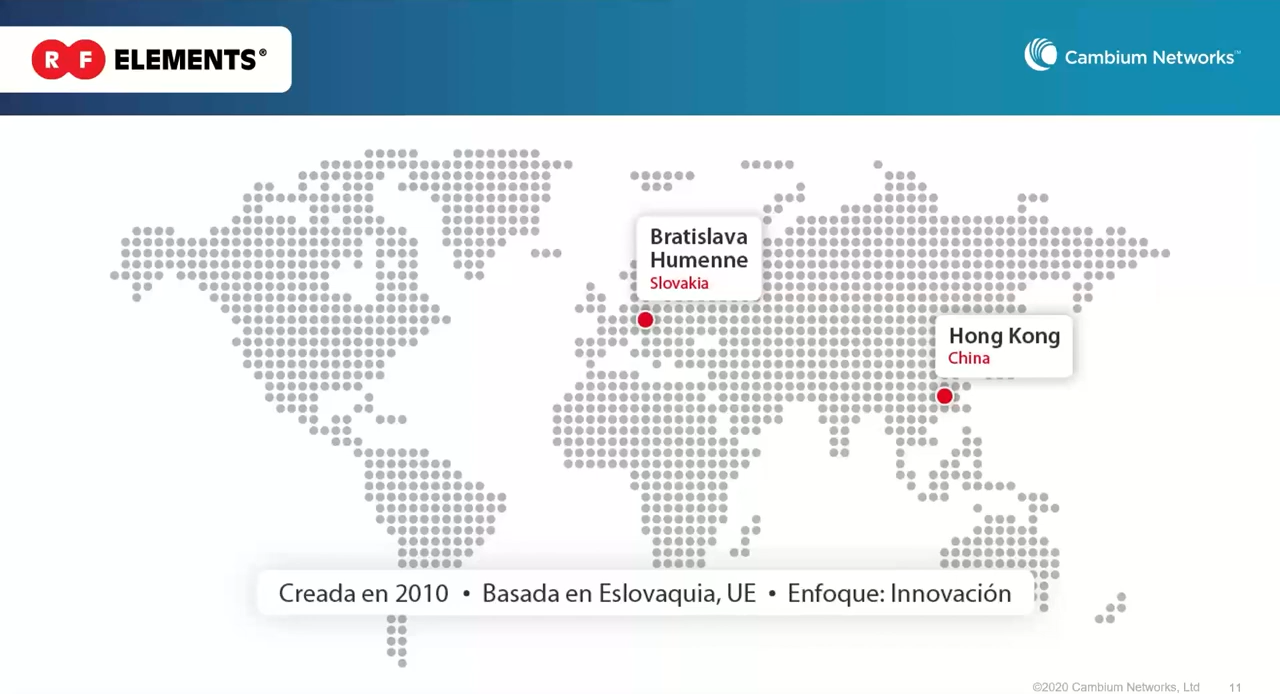 RF ELEMENTS®
Cambium Networks™
Bratislava
Humenne
Slovakia
Hong Kong
China
Creada en 2010 • Basada en Eslovaquia, UE • Enfoque: Innovación
©2020 Cambium Networks, Ltd 11